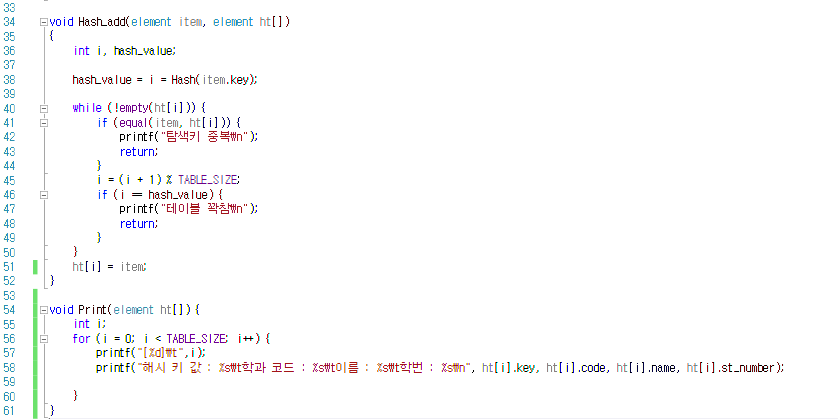 33
34 void Hash_add(element item, element ht[])
35 {
36 int i, hash_value;
37
38 hash_value = i = Hash(item.key);
39
40 while (!empty(ht[i])) {
41 if (equal(item, ht[i])) {
42 printf("탐색키 중복₩n");
43 return;
44 }
45 i = (i + 1) % TABLE_SIZE;
46 if (i == hash_value) {
47 printf("테이블 꽉참₩n");
48 return;
49 }
50 }
51 ht[i] = item;
52 }
53
54 void Print(element ht[]) {
55 int i;
56 for (i = 0; i < TABLE_SIZE; i++) {
57 printf("[%d]₩t",i);
58 printf("해시 키 값 : %s₩t학과 코드 : %s₩t이름 : %s₩t학번 : %s₩n", ht[i].key, ht[i].code, ht[i].name, ht[i].st_number);
59
60 }
61 }